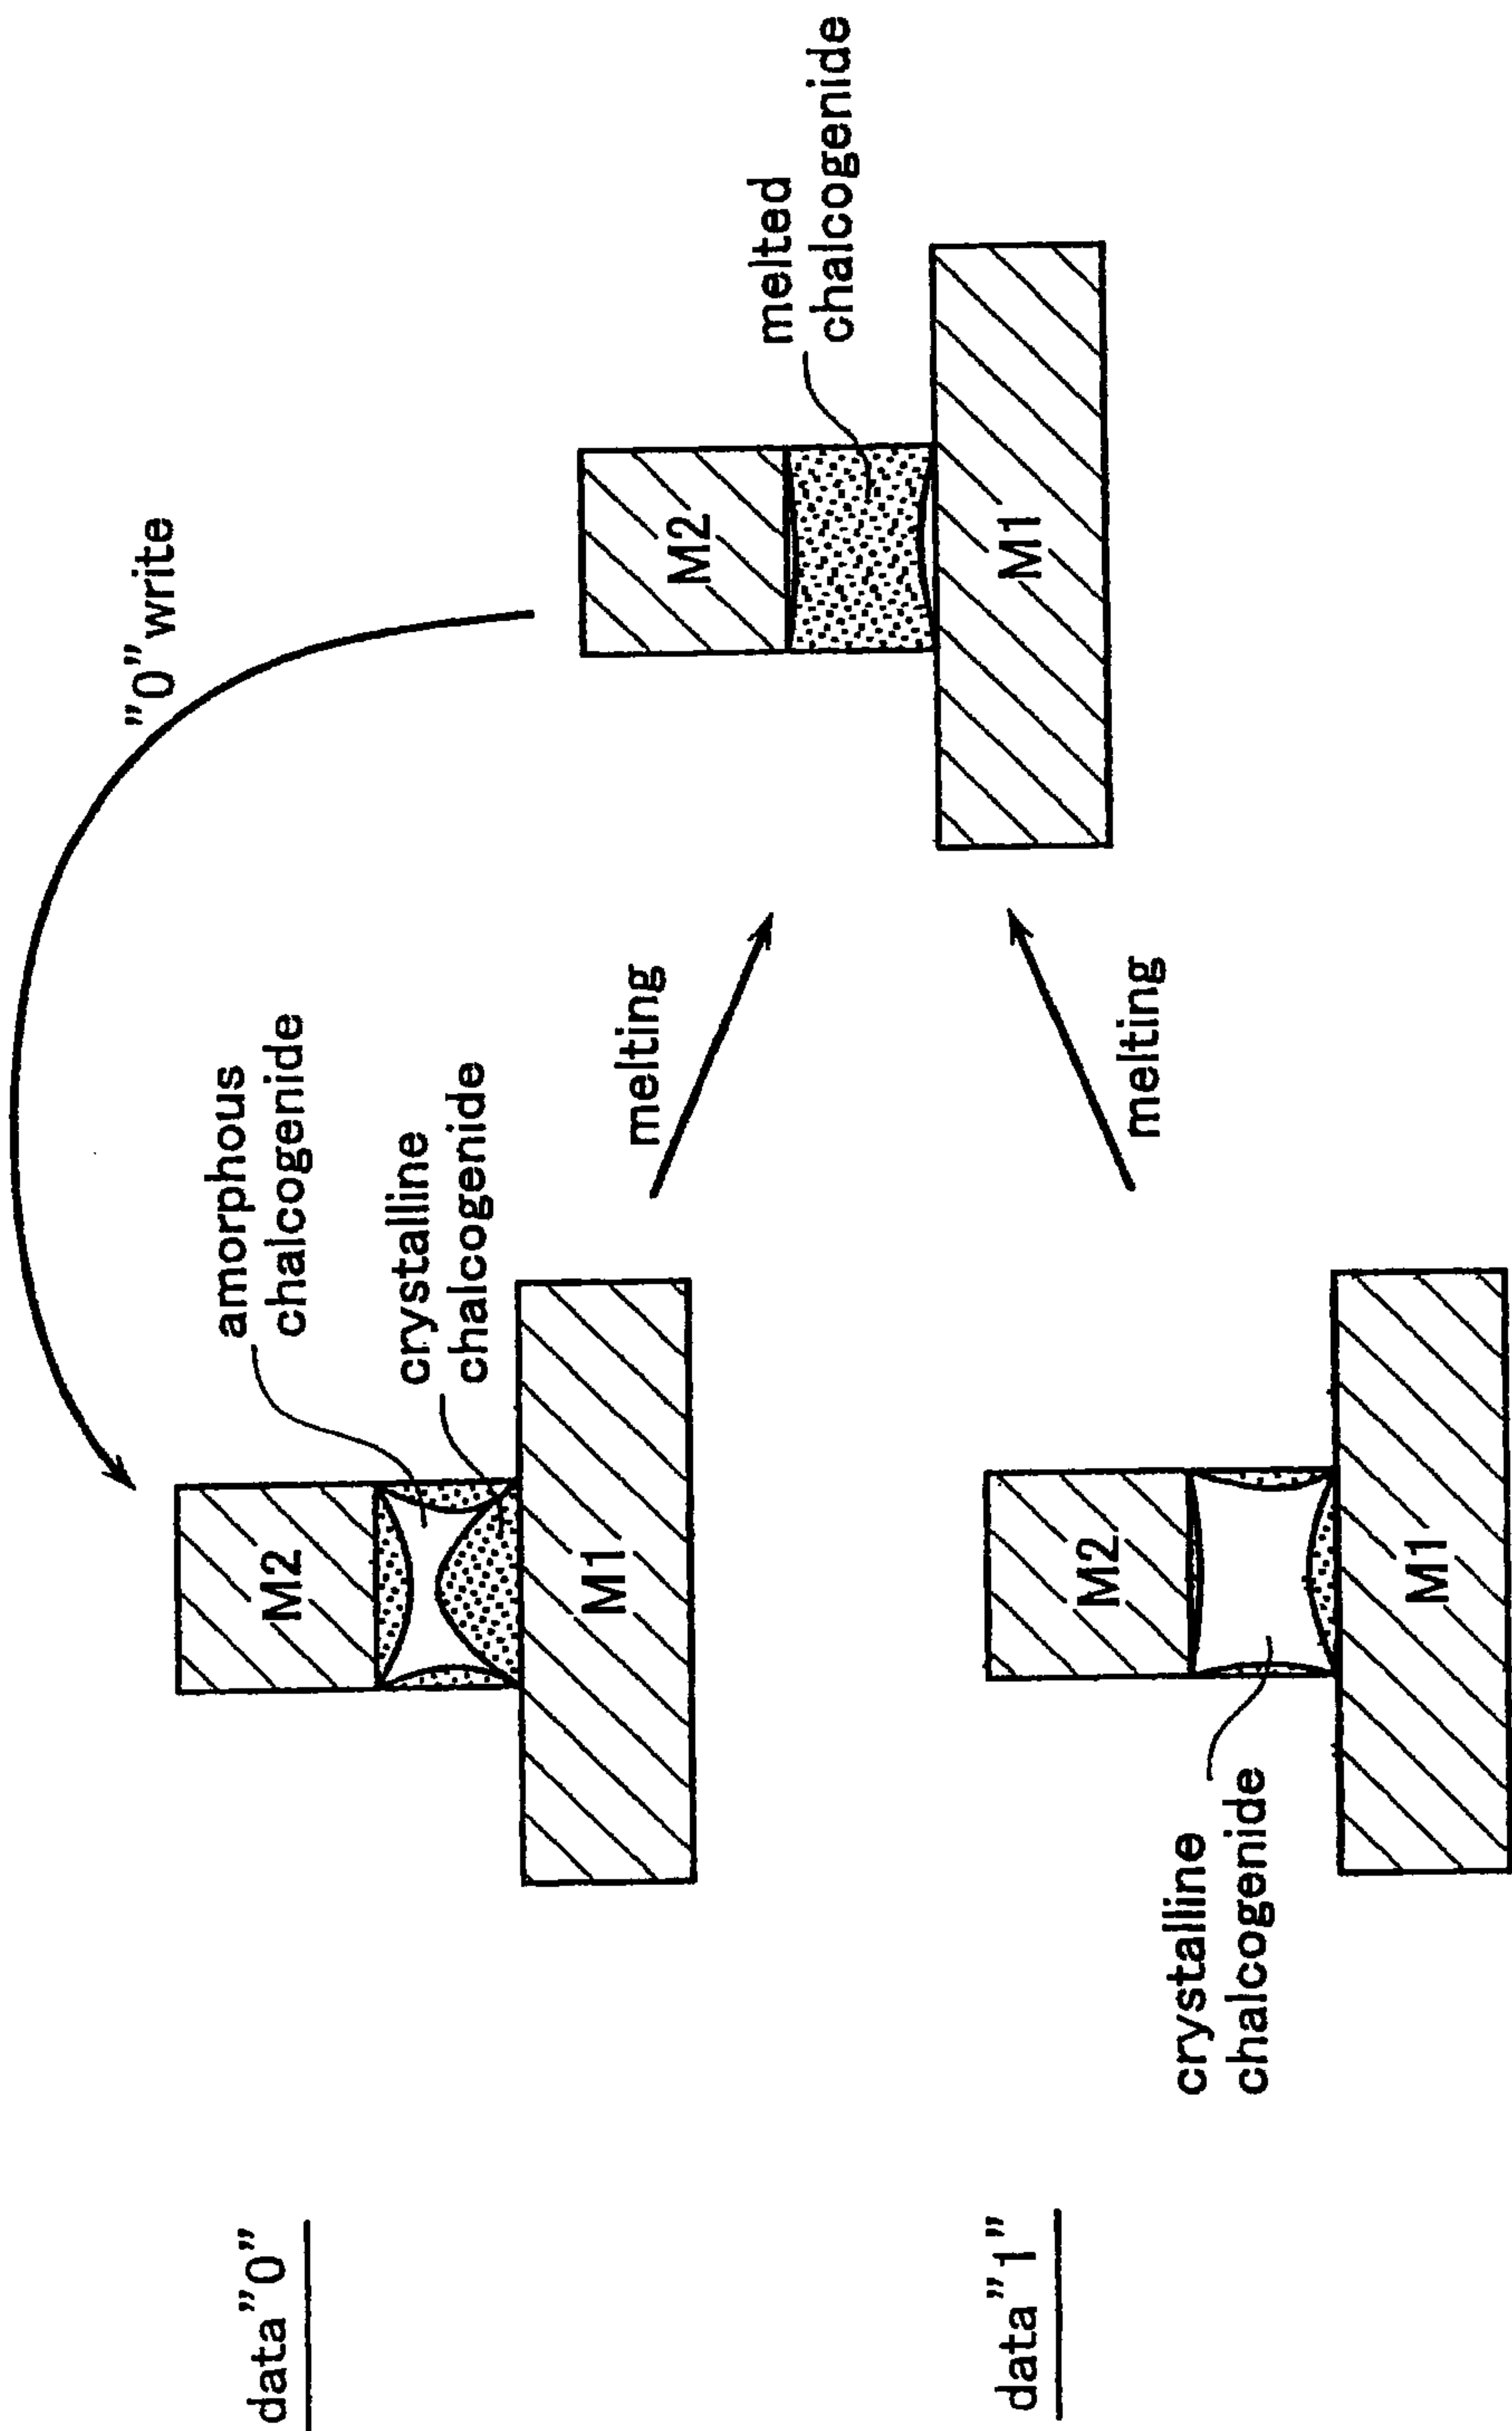 "0"write
data"0"
M2
M1
amorphous
chalcogenide
crystalline
chalcogenide
melting
M2
M1
melted
chalcogenide
data"1"
crystalline
chalcogenide
M2
M1
melting